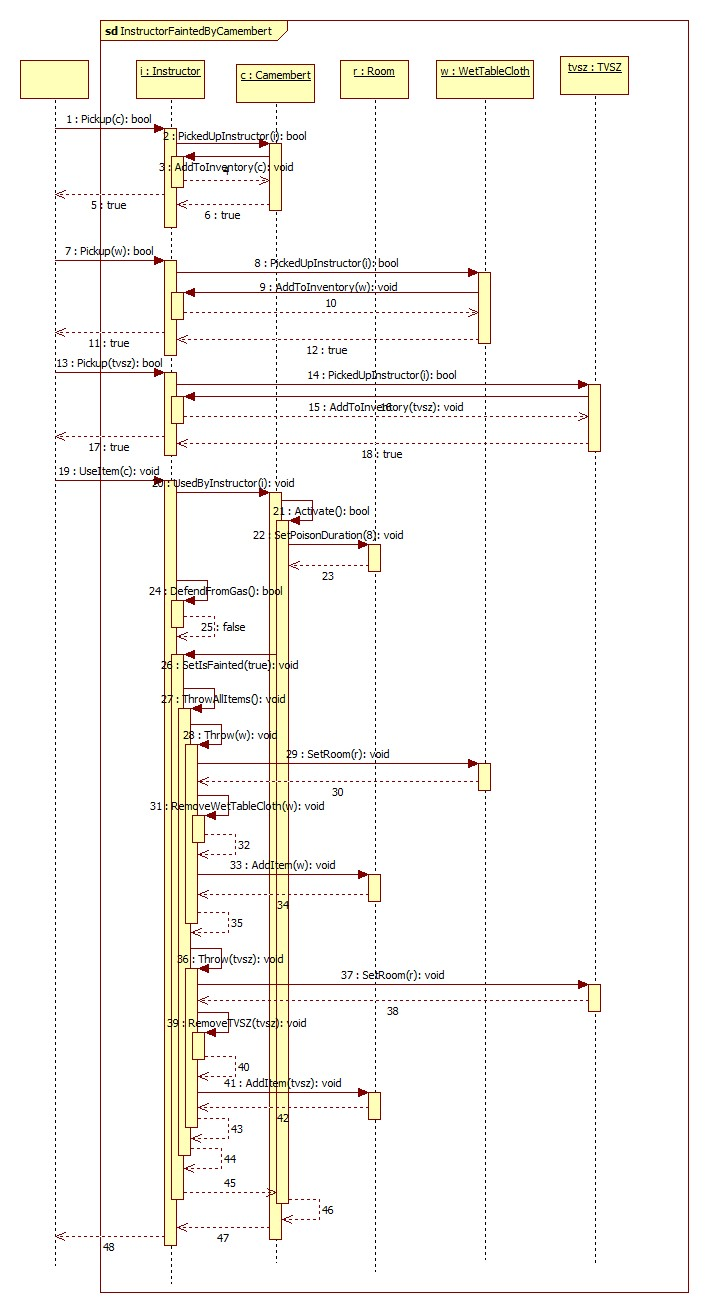 sd InstructorFaintedByCamembert
i : Instructor
c : Camembert
r : Room
w : WetTableCloth
tvsz : TVSZ
1 : Pickup(c): bool
2 : PickedUpInstructor(i): bool
3 : AddToInventory(c): void
4
5 : true
6 : true
7 : Pickup(w): bool
8 : PickedUpInstructor(i): bool
9 : AddToInventory(w): void
10
11 : true
12 : true
13 : Pickup(tvsz): bool
14 : PickedUpInstructor(i): bool
15 : AddToInventory(tvsz): void
16
17 : true
18 : true
19 : UseItem(c): void
20 : UsedByInstructor(i): void
21 : Activate(): bool
22 : SetPoisonDuration(8): void
23
24 : DefendFromGas(): bool
25 : false
26 : SetIsFainted(true): void
27 : ThrowAllItems(): void
28 : Throw(w): void
29 : SetRoom(r): void
30
31 : RemoveWetTableCloth(w): void
32
33 : AddItem(w): void
34
35
36 : Throw(tvsz): void
37 : SetRoom(r): void
38
39 : RemoveTVSZ(tvsz): void
40
41 : AddItem(tvsz): void
42
43
44
45
46
47
48